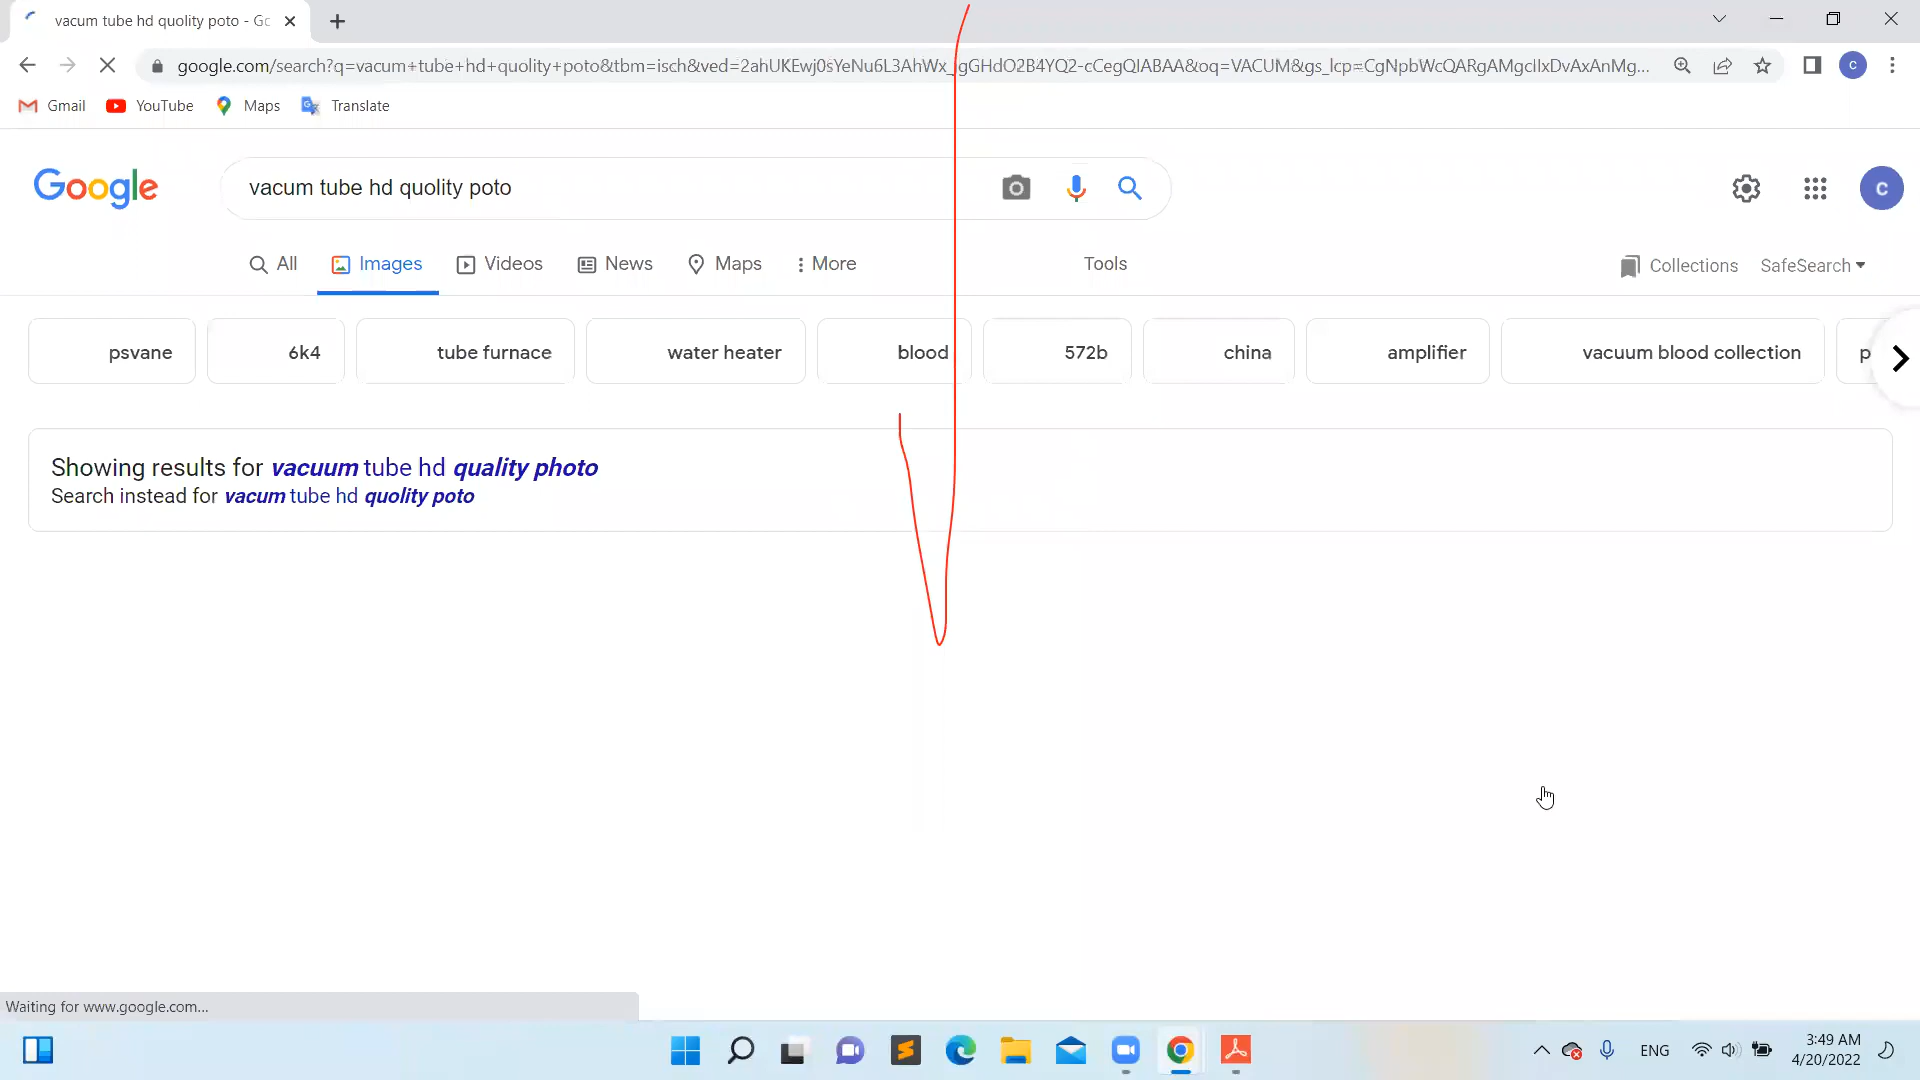 vacum tube hd quolity poto - Gc
google.com/search?q=vacum+tube+hd+quolity+poto&tbm=isch&ved=2ahUKEwj0sYeNu6L3AhWx_jgGHdO2B4YQ2-cCegQIABAA&oq=VACUM&gs_lcp=CgNpbWcQARgAMgcIIxDvAxAnMg...
C
Gmail YouTube Maps Translate
Google
vacum tube hd quolity poto
C
All Images Videos News Maps More Tools
Collections SafeSearch
psvane 6k4 tube furnace water heater blood 572b china amplifier vacuum blood collection p
Showing results for vacuum tube hd quality photo
Search instead for vacum tube hd quolity poto
Waiting for www.google.com...
ENG
3:49 AM
4/20/2022